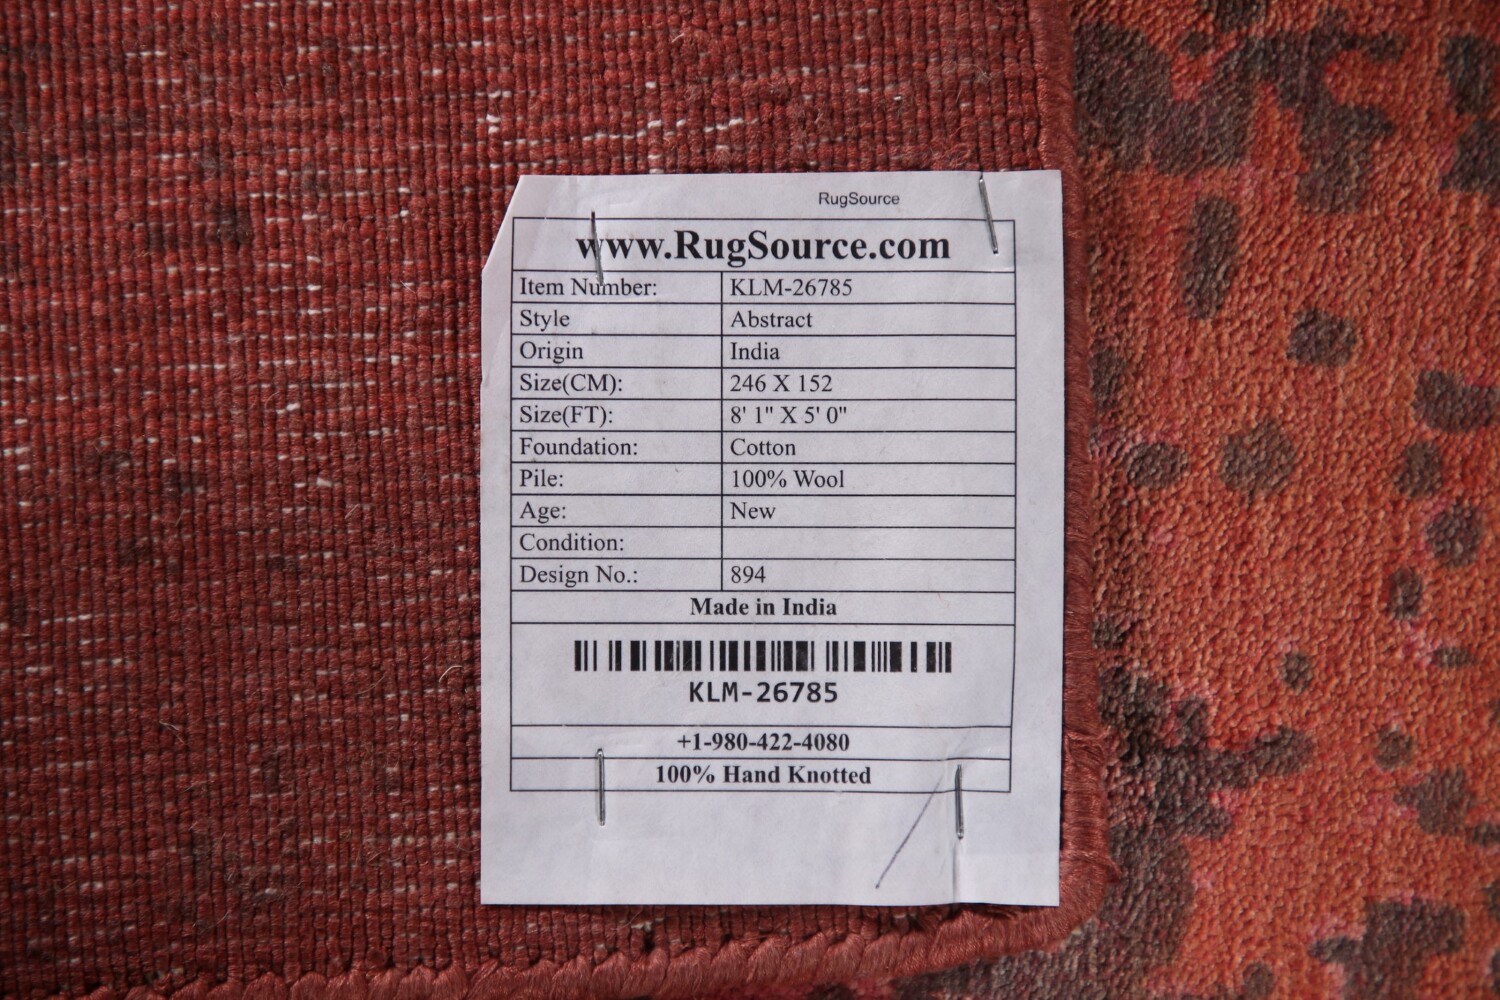 RugSource
www.RugSource.com
Item Number: KLM-26785
Style Abstract
Origin India
Size(CM): 246 X 152
Size(FT): 8' 1" X 5' 0"
Foundation: Cotton
Pile: 100% Wool
Age: New
Condition:
Design No.: 894
Made in India
KLM-26785
+1-980-422-4080
100% Hand Knotted